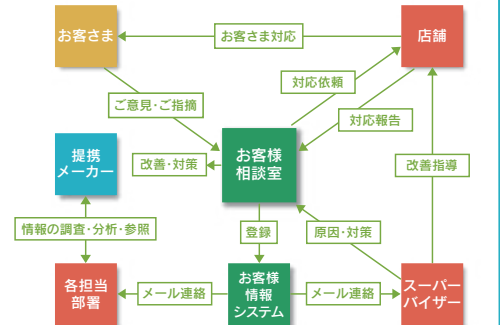 お客さま
お客さま対応
店舗
ご意見・ご指摘
対応依頼
対応報告
提携
メーカー
改善・対策
お客様
相談室
改善指導
情報の調査・分析・参照
登録
原因・対策
各担当
部署
メール連絡
お客様
情報
システム
メール連絡
スーパー
バイザー